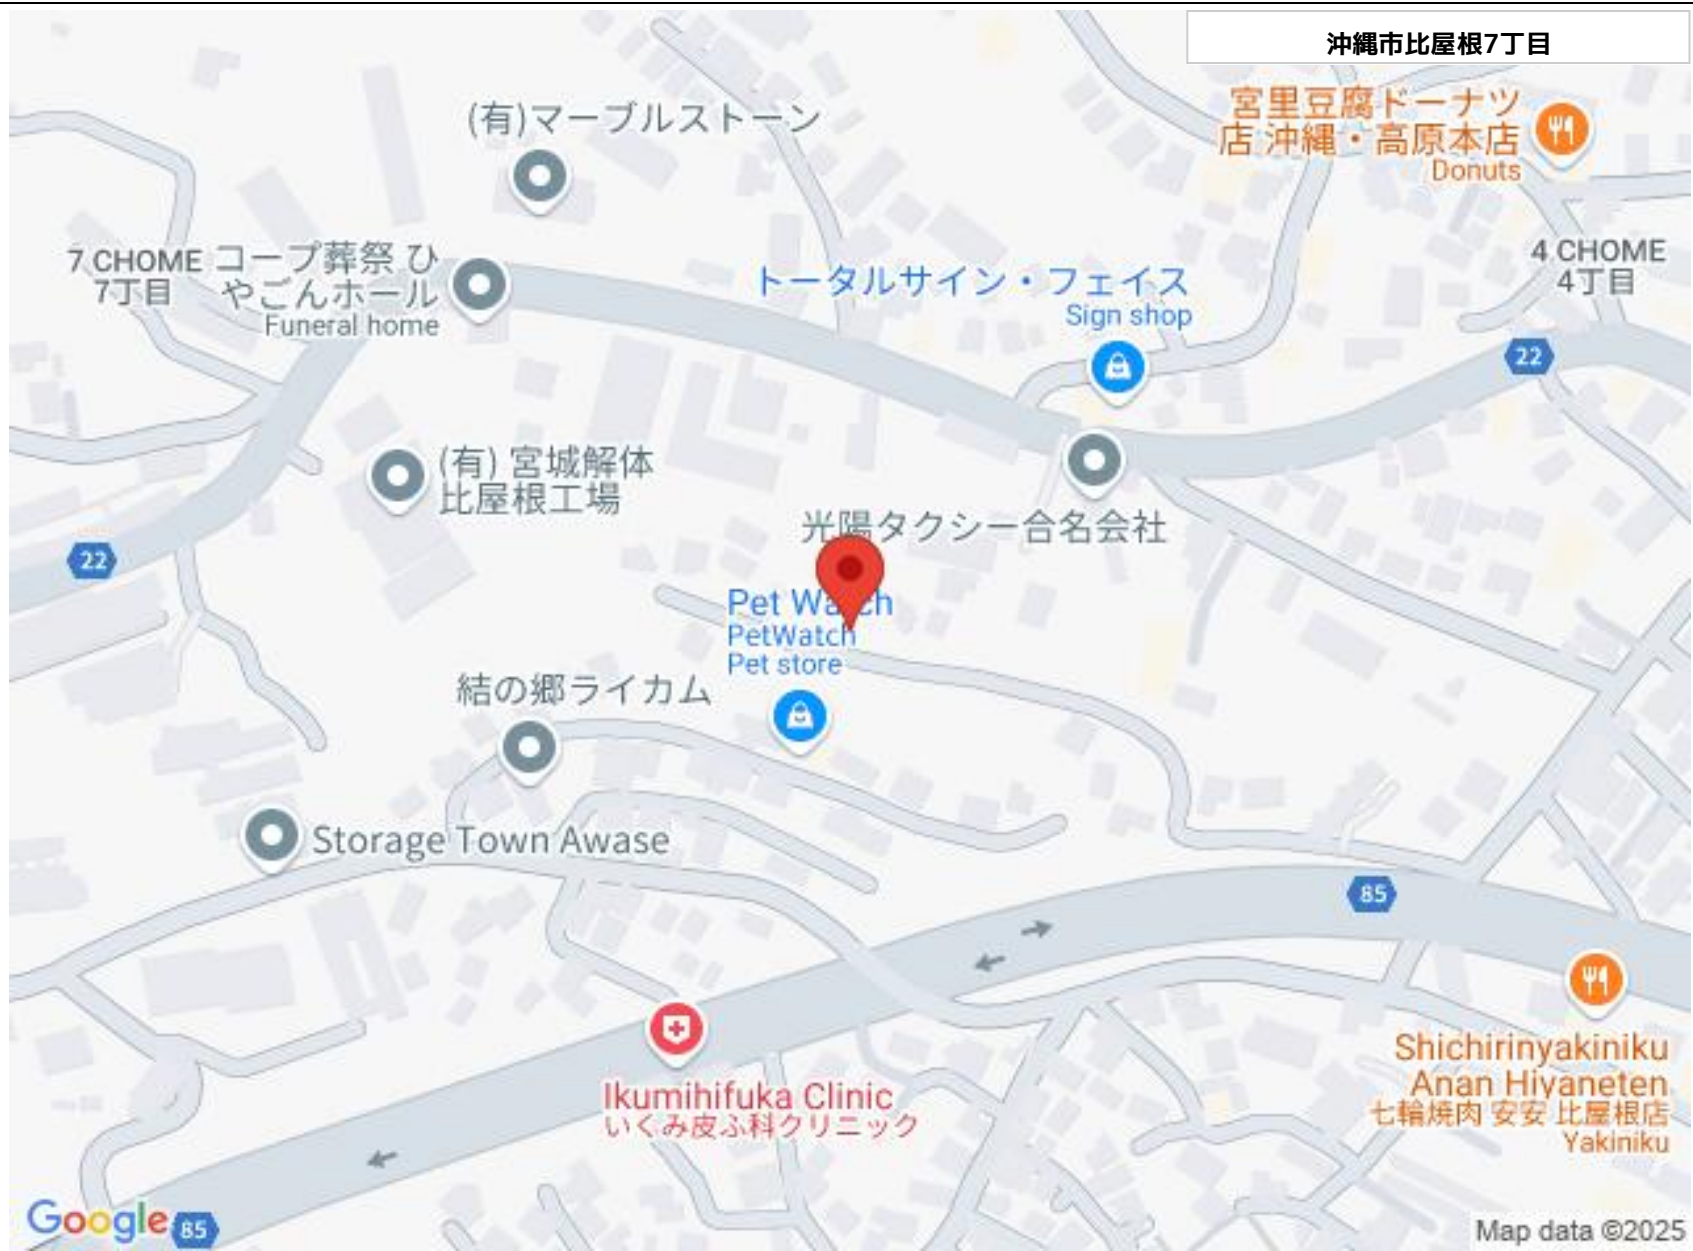 沖縄市比屋根7丁目
宮里豆腐ドーナツ
店 沖縄・高原本店
Donuts
(有)マーブルストーン
7 CHOME
7丁目
コープ葬祭 ひ
やごんホール
Funeral home
トータルサイン・フェイス
Sign shop
4 CHOME
4丁目
22
(有) 宮城解体
比屋根工場
光陽タクシー合名会社
22
Pet Watch
PetWatch
Pet store
結の郷ライカム
Storage Town Awase
85
Ikumihifuka Clinic
いくみ皮ふ科クリニック
Shichirinyakiniku
Anan Hiyaneten
七輪焼肉 安安 比屋根店
Yakiniku
Google
85
Map data ©2025